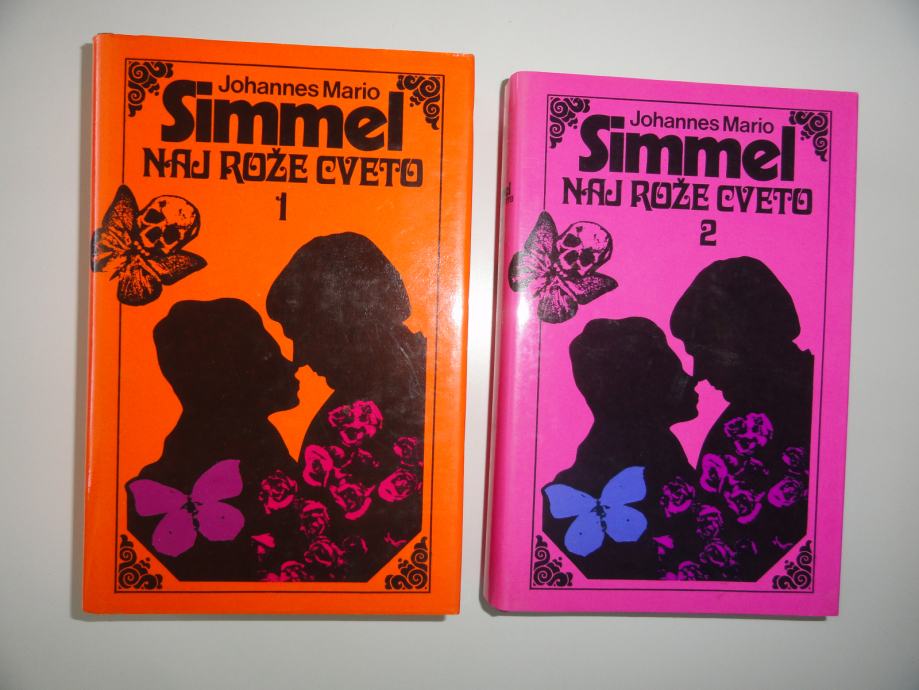 Johannes Mario
Simmel
NAJ ROŽE CVETO
1
Johannes Mario
Simmel
NAJ ROŽE CVETO
2